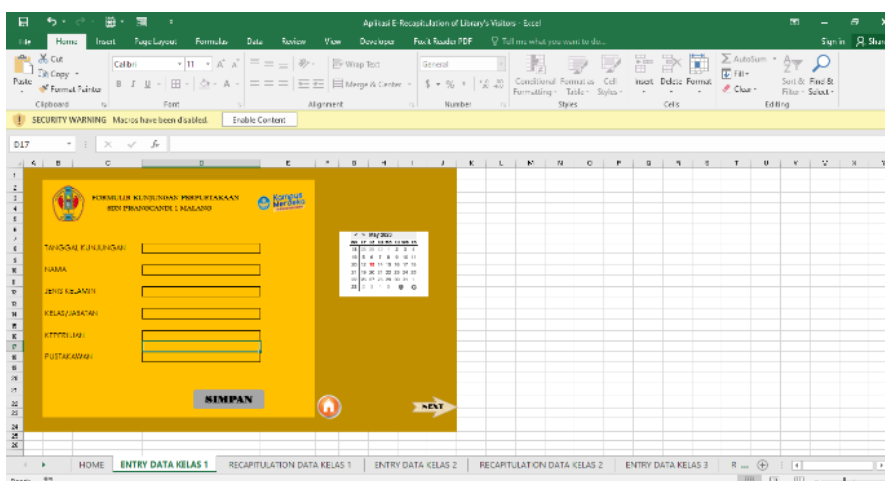 Aplikasi E-Recapitulation of Library's Visitors - Excel
File Home Insert Page Layout Formulas Data Review View Developer Foxit Reader PDF Tell me what you want to do... Sign in Share
Cut
Copy
Format Painter
Paste
Calibri 11
B I U
Wrap Text
Merge & Center
General
Conditional Formatting
Format as Table
Cell Styles
Insert Delete Format
AutoSum
Fill
Clear
Sort & Filter
Find & Select
Clipboard Font Alignment Number Styles Cells Editing
SECURITY WARNING Macros have been disabled. Enable Content
D17
FORMULIR KUNJUNGAN PERPUSTAKAAN
SDN PISANGCANDI 1 MALANG
Kampus
Merdeka
TANGGAL KUNJUNGAN
NAMA
JENIS KELAMIN
KELAS/JABATAN
KEPERLUAN
PUSTAKAWAN
SIMPAN
NEXT
HOME ENTRY DATA KELAS 1 RECAPITULATION DATA KELAS 1 ENTRY DATA KELAS 2 RECAPITULATION DATA KELAS 2 ENTRY DATA KELAS 3 R ...
Ready